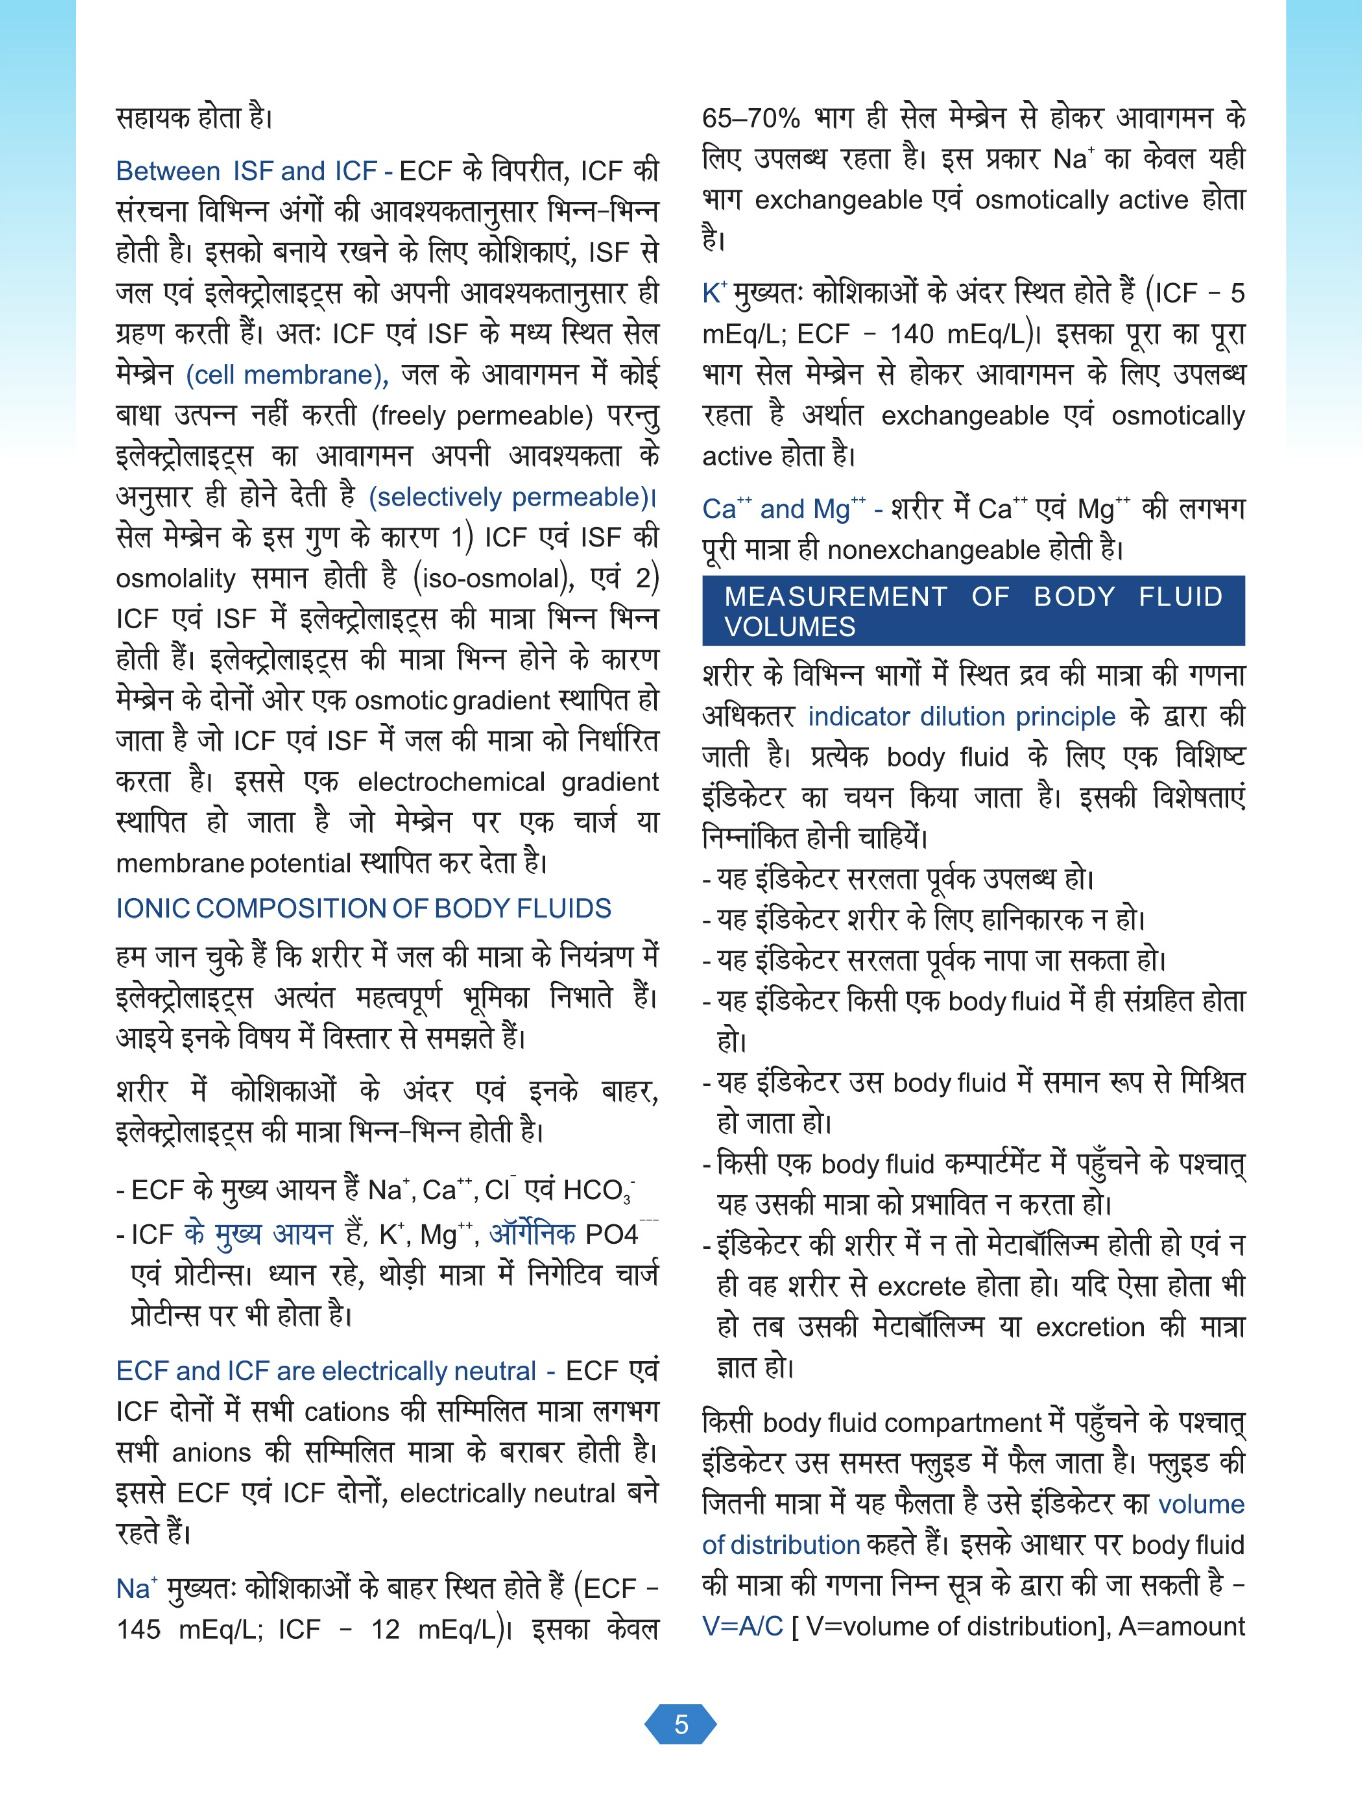 सहायक होता है।
Between ISF and ICF - ECF के विपरीत, ICF की
संरचना विभिन्न अंगों की आवश्यकतानुसार भिन्न-भिन्न
होती है। इसको बनाये रखने के लिए कोशिकाएं, ISF से
जल एवं इलेक्ट्रोलाइट्स को अपनी आवश्यकतानुसार ही
ग्रहण करती हैं। अतः ICF एवं ISF के मध्य स्थित सेल
मेम्ब्रेन (cell membrane), जल के आवागमन में कोई
बाधा उत्पन्न नहीं करती (freely permeable) परन्तु
इलेक्ट्रोलाइट्स का आवागमन अपनी आवश्यकता के
अनुसार ही होने देती है (selectively permeable)।
सेल मेम्ब्रेन के इस गुण के कारण 1) ICF एवं ISF की
osmolality समान होती है (iso-osmolal), एवं 2)
ICF एवं ISF में इलेक्ट्रोलाइट्स की मात्रा भिन्न भिन्न
होती हैं। इलेक्ट्रोलाइट्स की मात्रा भिन्न होने के कारण
मेम्ब्रेन के दोनों ओर एक osmotic gradient स्थापित हो
जाता है जो ICF एवं ISF में जल की मात्रा को निर्धारित
करता है। इससे एक electrochemical gradient
स्थापित हो जाता है जो मेम्ब्रेन पर एक चार्ज या
membrane potential स्थापित कर देता है।
IONIC COMPOSITION OF BODY FLUIDS
हम जान चुके हैं कि शरीर में जल की मात्रा के नियंत्रण में
इलेक्ट्रोलाइट्स अत्यंत महत्वपूर्ण भूमिका निभाते हैं।
आइये इनके विषय में विस्तार से समझते हैं।
शरीर में कोशिकाओं के अंदर एवं इनके बाहर,
इलेक्ट्रोलाइट्स की मात्रा भिन्न-भिन्न होती है।
- ECF के मुख्य आयन हैं Na⁺, Ca⁺⁺, Cl⁻ एवं HCO₃⁻
- ICF के मुख्य आयन हैं, K⁺, Mg⁺⁺, ऑर्गेनिक PO4⁻⁻⁻
एवं प्रोटीन्स। ध्यान रहे, थोड़ी मात्रा में निगेटिव चार्ज
प्रोटीन्स पर भी होता है।
ECF and ICF are electrically neutral - ECF एवं
ICF दोनों में सभी cations की सम्मिलित मात्रा लगभग
सभी anions की सम्मिलित मात्रा के बराबर होती है।
इससे ECF एवं ICF दोनों, electrically neutral बने
रहते हैं।
Na⁺ मुख्यतः कोशिकाओं के बाहर स्थित होते हैं (ECF –
145 mEq/L; ICF – 12 mEq/L)। इसका केवल
65–70% भाग ही सेल मेम्ब्रेन से होकर आवागमन के
लिए उपलब्ध रहता है। इस प्रकार Na⁺ का केवल यही
भाग exchangeable एवं osmotically active होता
है।
K⁺ मुख्यतः कोशिकाओं के अंदर स्थित होते हैं (ICF – 5
mEq/L; ECF – 140 mEq/L)। इसका पूरा का पूरा
भाग सेल मेम्ब्रेन से होकर आवागमन के लिए उपलब्ध
रहता है अर्थात exchangeable एवं osmotically
active होता है।
Ca⁺⁺ and Mg⁺⁺ - शरीर में Ca⁺⁺ एवं Mg⁺⁺ की लगभग
पूरी मात्रा ही nonexchangeable होती है।
MEASUREMENT OF BODY FLUID
VOLUMES
शरीर के विभिन्न भागों में स्थित द्रव की मात्रा की गणना
अधिकतर indicator dilution principle के द्वारा की
जाती है। प्रत्येक body fluid के लिए एक विशिष्ट
इंडिकेटर का चयन किया जाता है। इसकी विशेषताएं
निम्नांकित होनी चाहियें।
- यह इंडिकेटर सरलता पूर्वक उपलब्ध हो।
- यह इंडिकेटर शरीर के लिए हानिकारक न हो।
- यह इंडिकेटर सरलता पूर्वक नापा जा सकता हो।
- यह इंडिकेटर किसी एक body fluid में ही संग्रहित होता
हो।
- यह इंडिकेटर उस body fluid में समान रूप से मिश्रित
हो जाता हो।
- किसी एक body fluid कम्पार्टमेंट में पहुँचने के पश्चात्
यह उसकी मात्रा को प्रभावित न करता हो।
- इंडिकेटर की शरीर में न तो मेटाबॉलिज्म होती हो एवं न
ही वह शरीर से excrete होता हो। यदि ऐसा होता भी
हो तब उसकी मेटाबॉलिज्म या excretion की मात्रा
ज्ञात हो।
किसी body fluid compartment में पहुँचने के पश्चात्
इंडिकेटर उस समस्त फ्लुइड में फैल जाता है। फ्लुइड की
जितनी मात्रा में यह फैलता है उसे इंडिकेटर का volume
of distribution कहते हैं। इसके आधार पर body fluid
की मात्रा की गणना निम्न सूत्र के द्वारा की जा सकती है –
V=A/C [ V=volume of distribution], A=amount
5